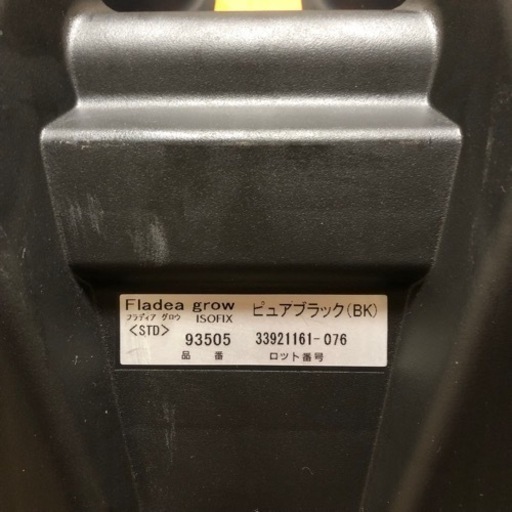 Fladea grow ピュアブラック(BK)
フラディア グロウ ISOFIX
<STD> 93505 33921161-076
品番 ロット番号